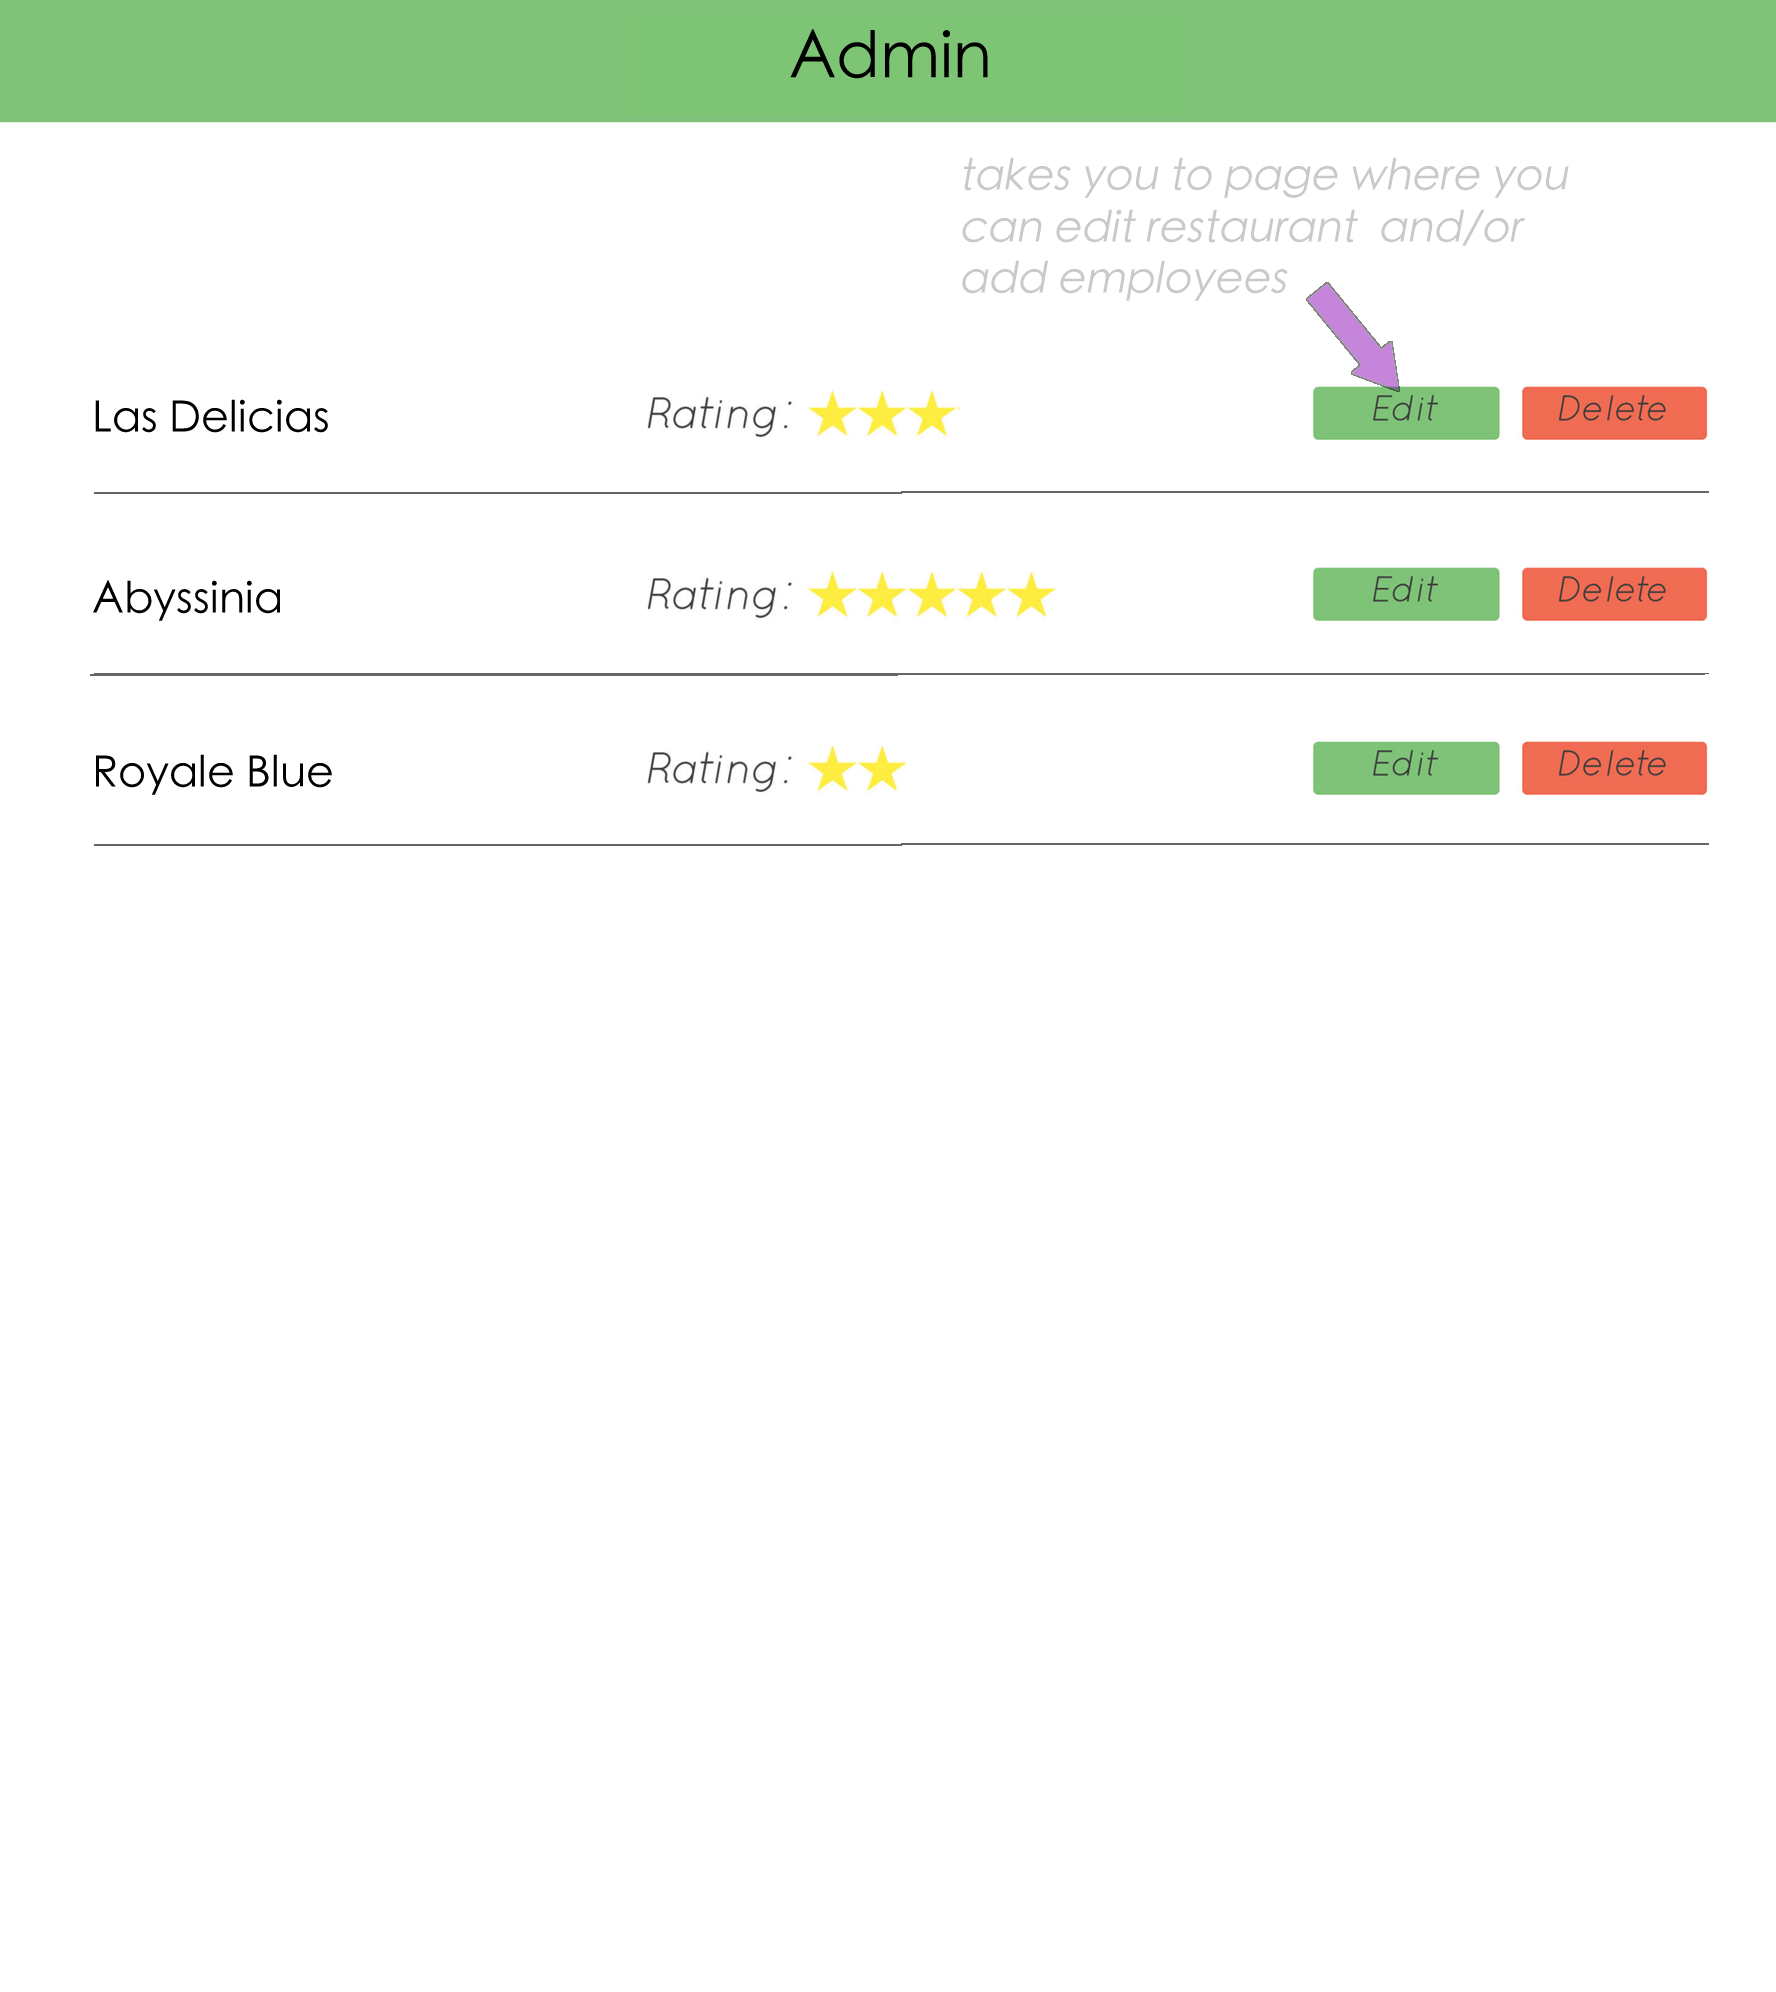 Admin
takes you to page where you
can edit restaurant and/or
add employees
Las Delicias Rating: Edit Delete
Abyssinia Rating: Edit Delete
Royale Blue Rating: Edit Delete